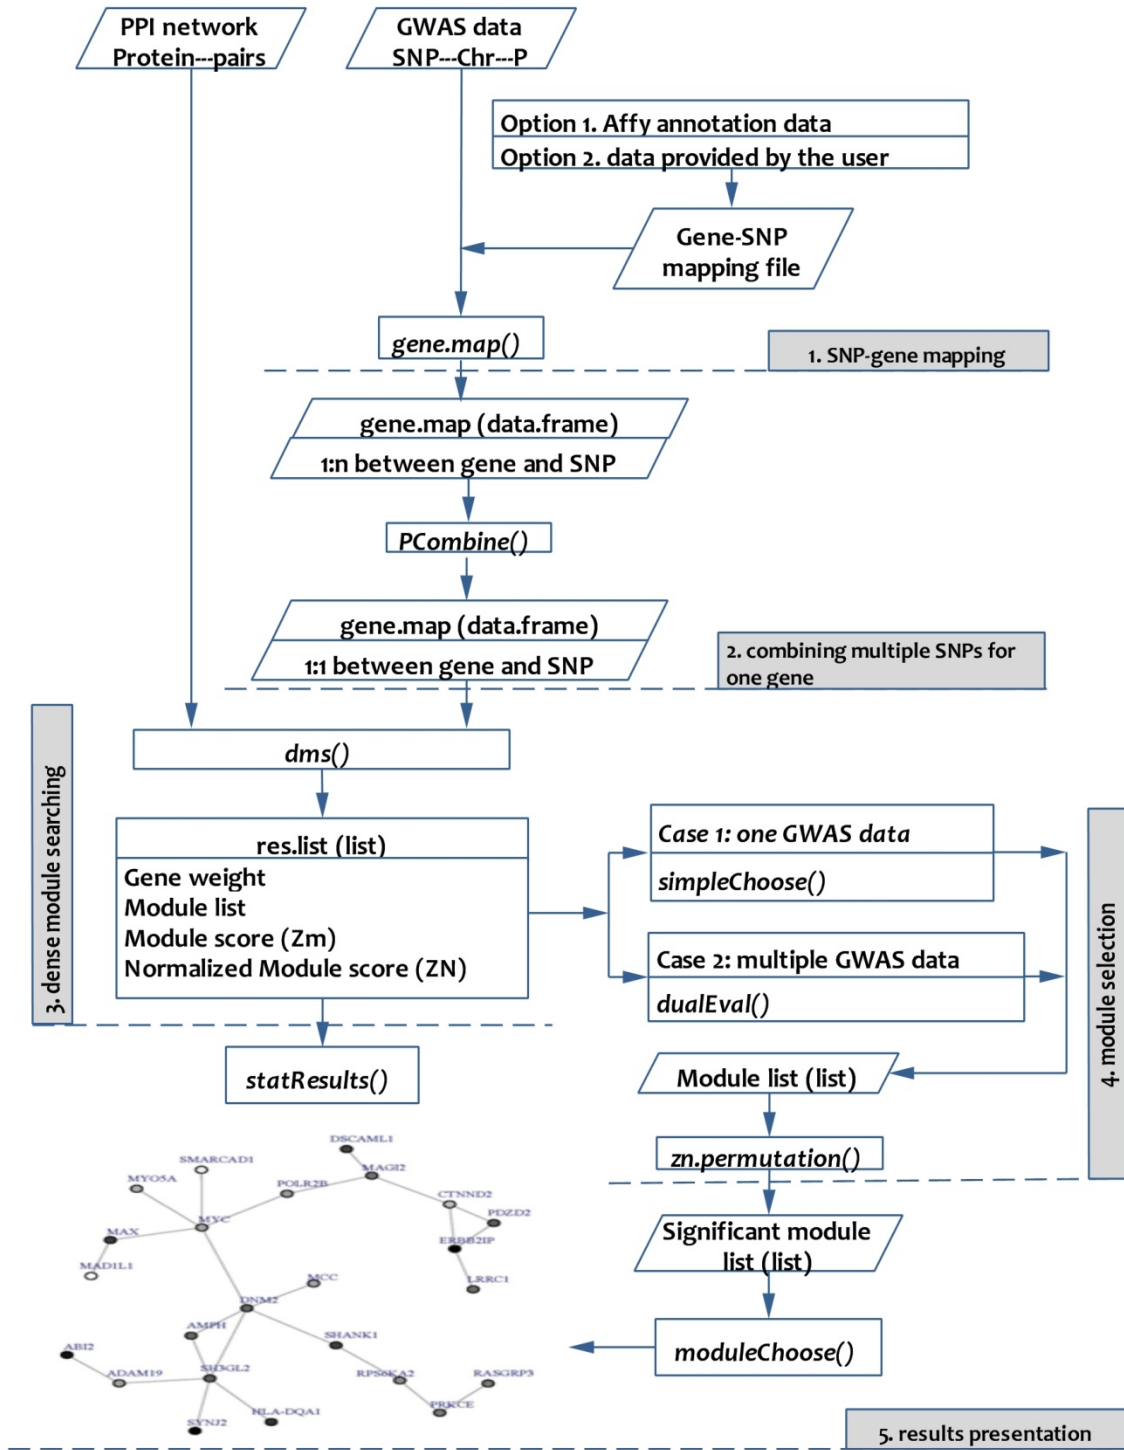 PPI network
Protein---pairs
GWAS data
SNP---Chr---P
Option 1. Affy annotation data
Option 2. data provided by the user
Gene-SNP
mapping file
gene.map()
1. SNP-gene mapping
gene.map (data.frame)
1:n between gene and SNP
PCombine()
gene.map (data.frame)
1:1 between gene and SNP
2. combining multiple SNPs for
one gene
dms()
3. dense module searching
res.list (list)
Gene weight
Module list
Module score (Zm)
Normalized Module score (ZN)
Case 1: one GWAS data
simpleChoose()
Case 2: multiple GWAS data
dualEval()
4. module selection
statResults()
Module list (list)
zn.permutation()
Significant module
list (list)
moduleChoose()
DSCAML1
SMARCAD1
MAGI2
MYO5A
POLR2B
CTNND2
MYC
PDZD2
MAX
ERBB2IP
MAD1L1
MCC
LRRC1
DNM2
AMPH
SHANK1
ABI2
ADAM19
SH3GL2
RPS6KA2
RASGRP3
PRKCE
HLA-DQA1
SYNJ2
5. results presentation